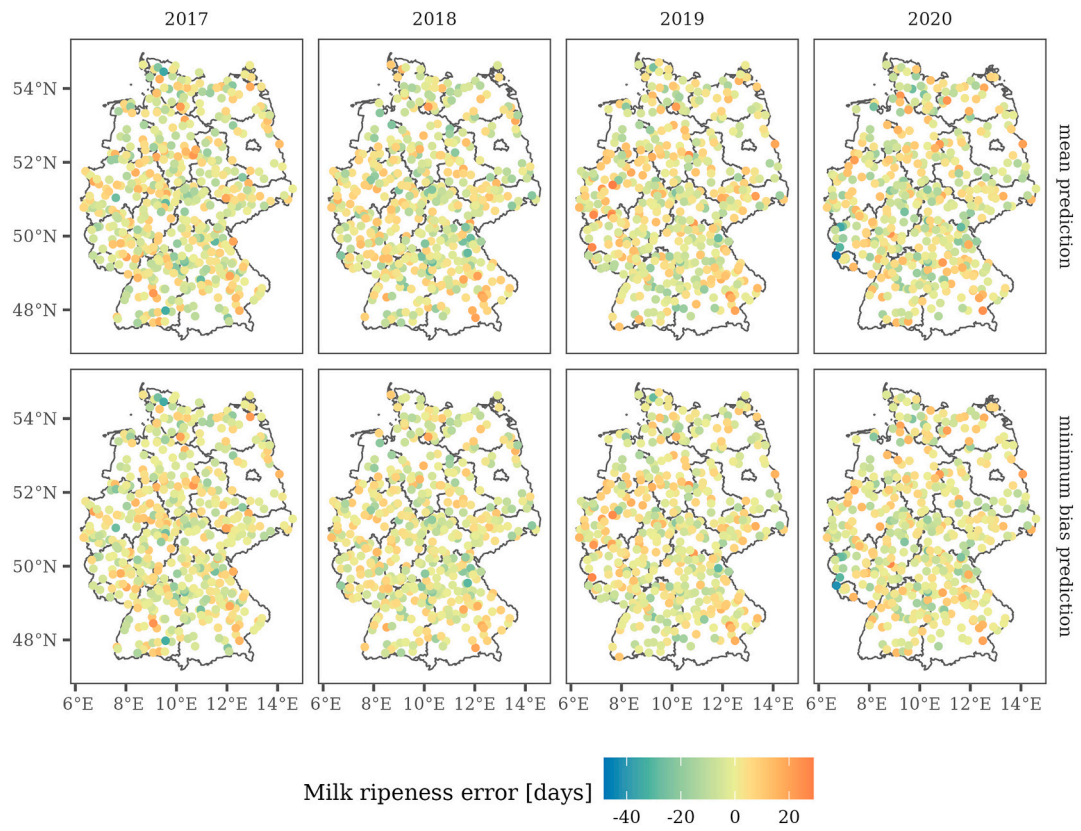 2017 2018 2019 2020
54°N
52°N
50°N
48°N
mean prediction
54°N
52°N
50°N
48°N
minimum bias prediction
6°E 8°E 10°E 12°E 14°E 6°E 8°E 10°E 12°E 14°E 6°E 8°E 10°E 12°E 14°E 6°E 8°E 10°E 12°E 14°E
Milk ripeness error [days]
-40 -20 0 20